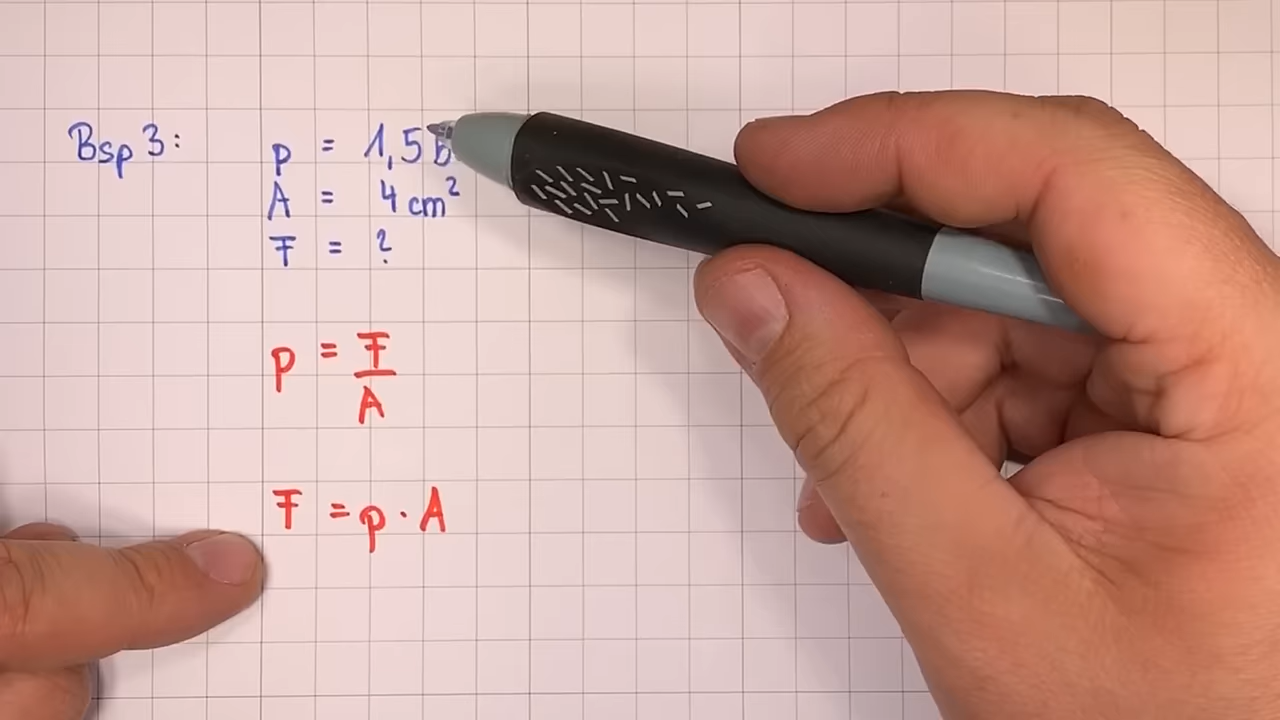 Bsp 3: p = 1,5
A = 4 cm²
F = ?
p = F/A
F = p · A